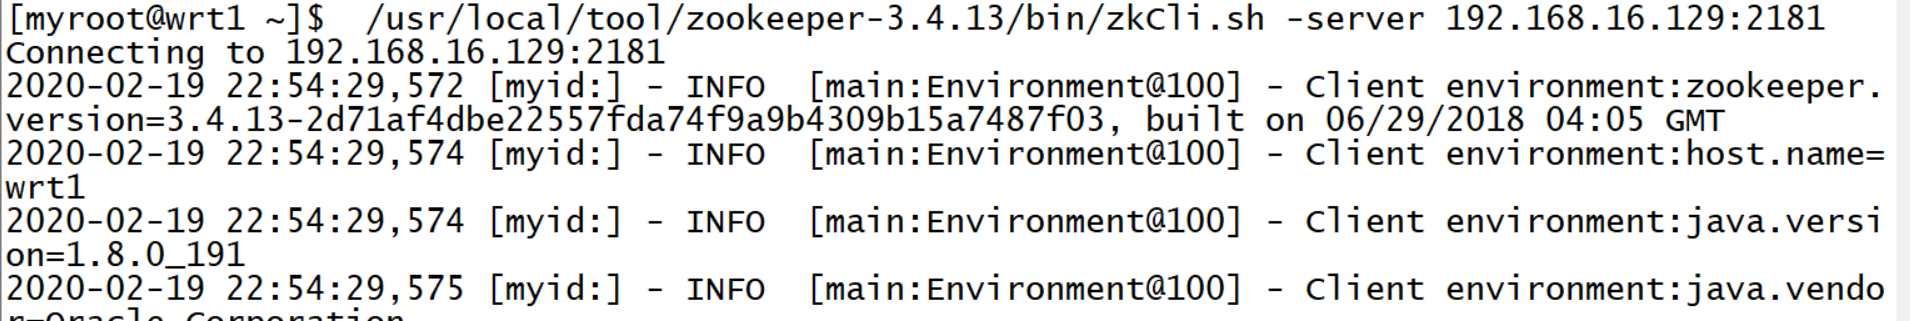 [myroot@wrt1 ~]$  /usr/local/tool/zookeeper-3.4.13/bin/zkCli.sh -server 192.168.16.129:2181
Connecting to 192.168.16.129:2181
2020-02-19 22:54:29,572 [myid:] - INFO  [main:Environment@100] - Client environment:zookeeper.
version=3.4.13-2d71af4dbe22557fda74f9a9b4309b15a7487f03, built on 06/29/2018 04:05 GMT
2020-02-19 22:54:29,574 [myid:] - INFO  [main:Environment@100] - Client environment:host.name=
wrt1
2020-02-19 22:54:29,574 [myid:] - INFO  [main:Environment@100] - Client environment:java.versi
on=1.8.0_191
2020-02-19 22:54:29,575 [myid:] - INFO  [main:Environment@100] - Client environment:java.vendo
r=Oracle Corporation